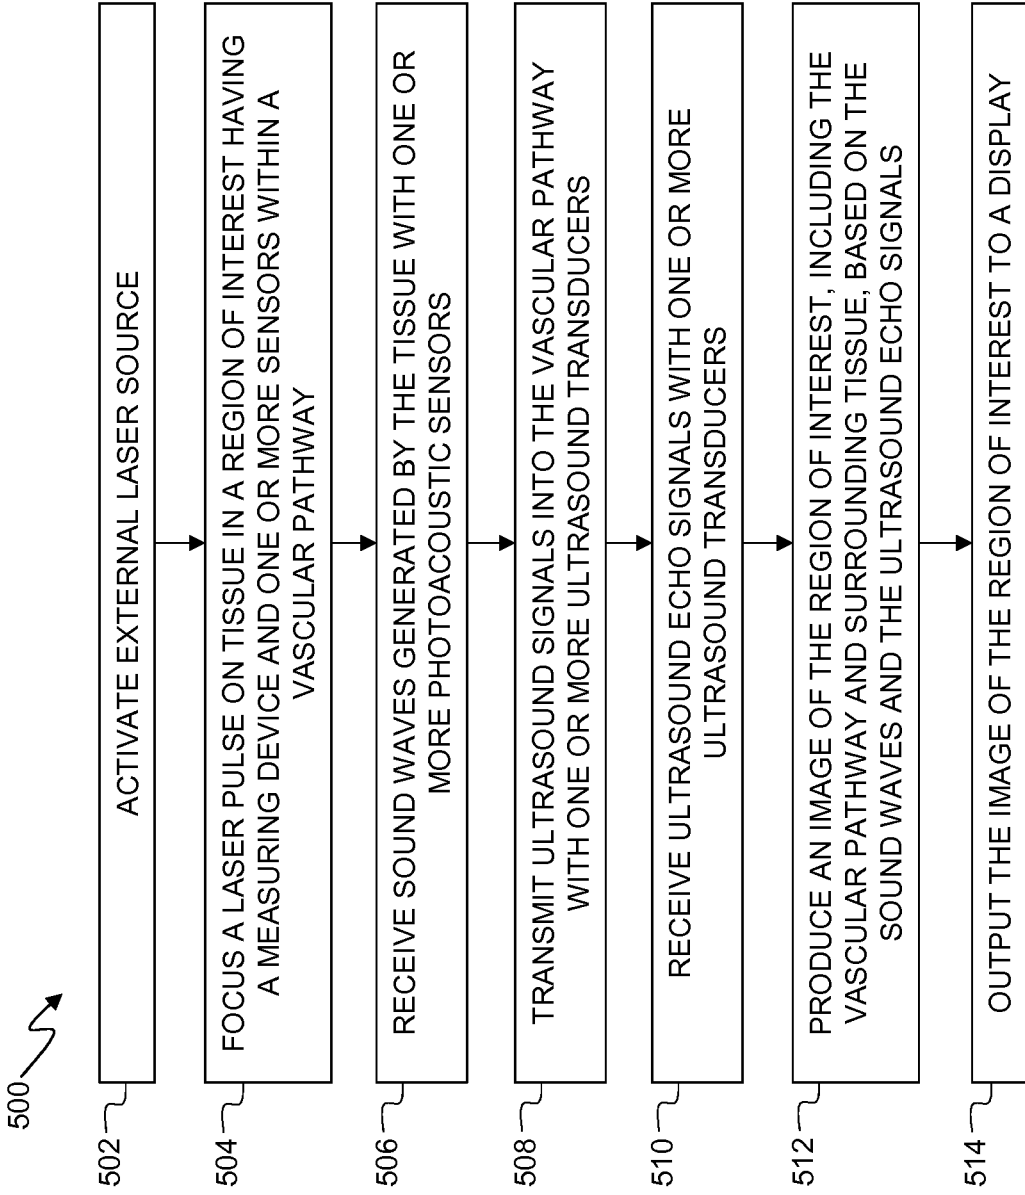 500
502
ACTIVATE EXTERNAL LASER SOURCE
504
FOCUS A LASER PULSE ON TISSUE IN A REGION OF INTEREST HAVING
A MEASURING DEVICE AND ONE OR MORE SENSORS WITHIN A
VASCULAR PATHWAY
506
RECEIVE SOUND WAVES GENERATED BY THE TISSUE WITH ONE OR
MORE PHOTOACOUSTIC SENSORS
508
TRANSMIT ULTRASOUND SIGNALS INTO THE VASCULAR PATHWAY
WITH ONE OR MORE ULTRASOUND TRANSDUCERS
510
RECEIVE ULTRASOUND ECHO SIGNALS WITH ONE OR MORE
ULTRASOUND TRANSDUCERS
512
PRODUCE AN IMAGE OF THE REGION OF INTEREST, INCLUDING THE
VASCULAR PATHWAY AND SURROUNDING TISSUE, BASED ON THE
SOUND WAVES AND THE ULTRASOUND ECHO SIGNALS
514
OUTPUT THE IMAGE OF THE REGION OF INTEREST TO A DISPLAY